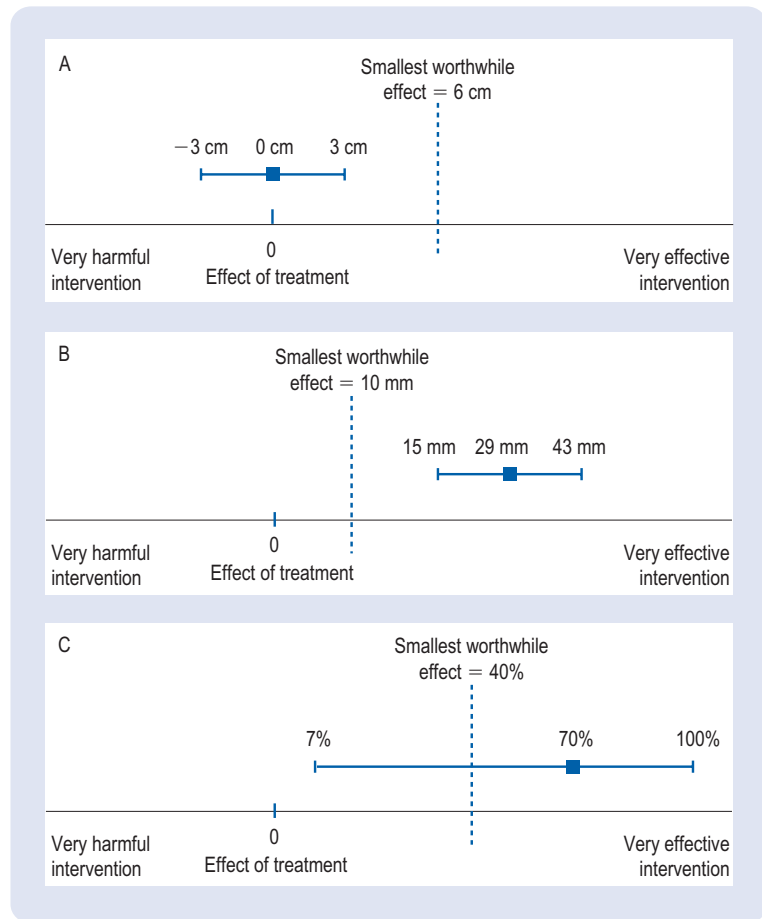 A
Smallest worthwhile
effect = 6 cm
−3 cm 0 cm 3 cm
0
Very harmful
intervention
Effect of treatment
Very effective
intervention
B
Smallest worthwhile
effect = 10 mm
15 mm 29 mm 43 mm
0
Very harmful
intervention
Effect of treatment
Very effective
intervention
C
Smallest worthwhile
effect = 40%
7% 70% 100%
0
Very harmful
intervention
Effect of treatment
Very effective
intervention